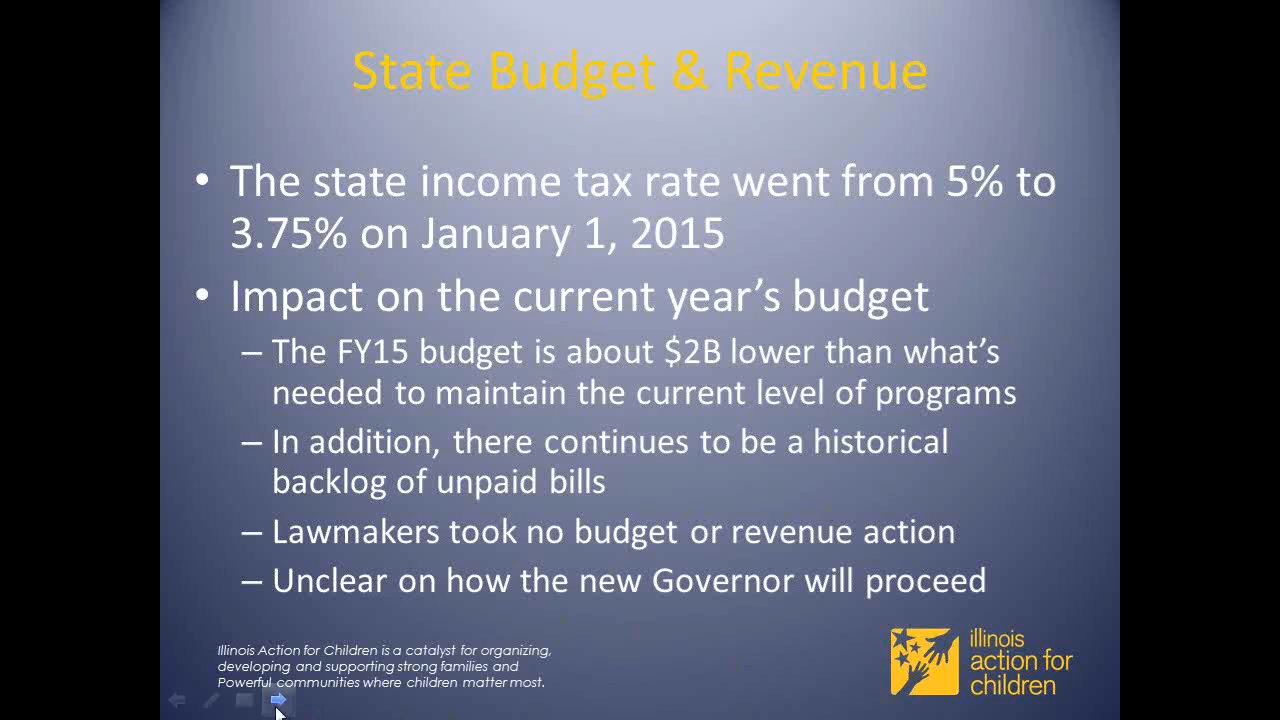 State Budget & Revenue
• The state income tax rate went from 5% to
3.75% on January 1, 2015
• Impact on the current year’s budget
– The FY15 budget is about $2B lower than what’s
needed to maintain the current level of programs
– In addition, there continues to be a historical
backlog of unpaid bills
– Lawmakers took no budget or revenue action
– Unclear on how the new Governor will proceed
Illinois Action for Children is a catalyst for organizing,
developing and supporting strong families and
Powerful communities where children matter most.
illinois
action for
children